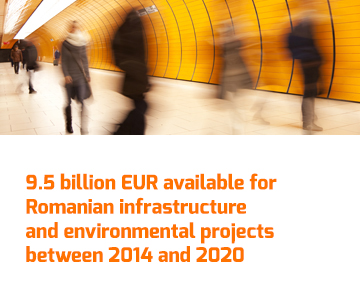 9.5 billion EUR available for
Romanian infrastructure
and environmental projects
between 2014 and 2020